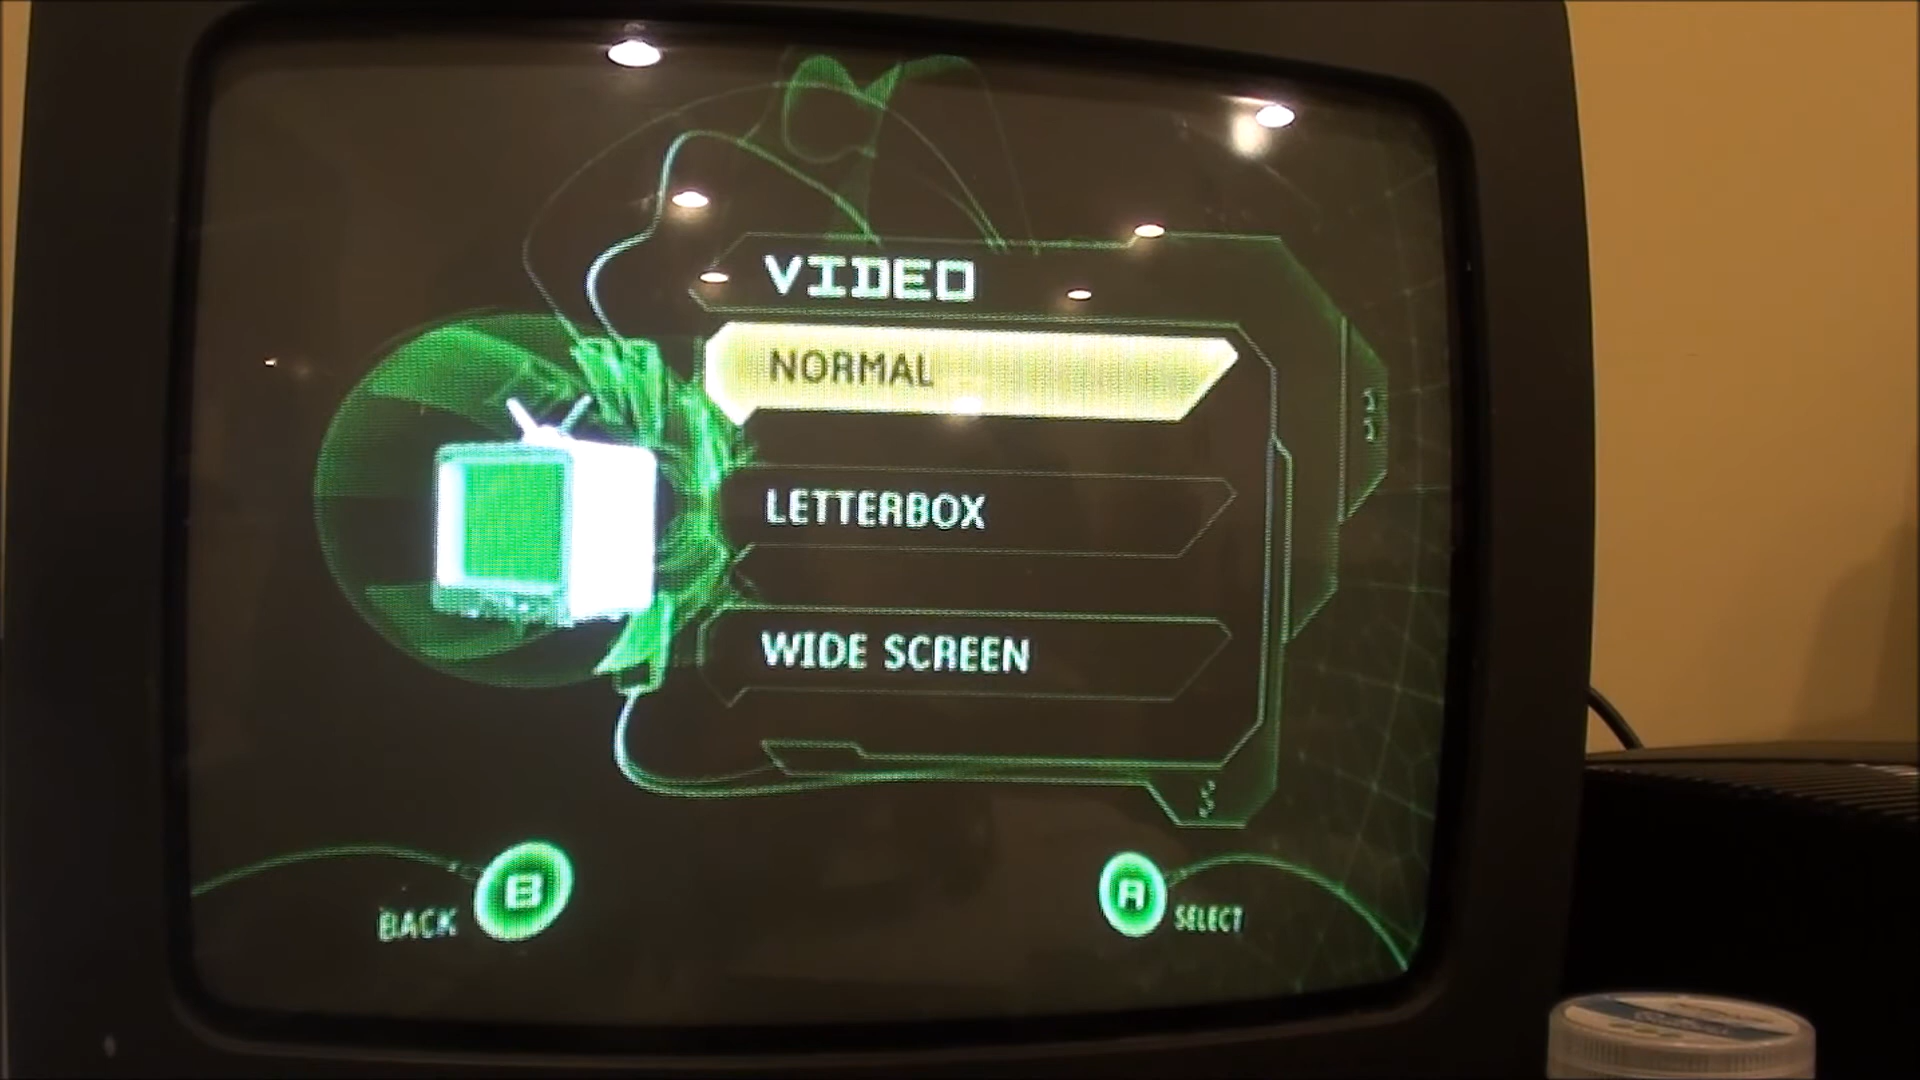 VIDEO
NORMAL
LETTERBOX
WIDE SCREEN
BACK B
A SELECT